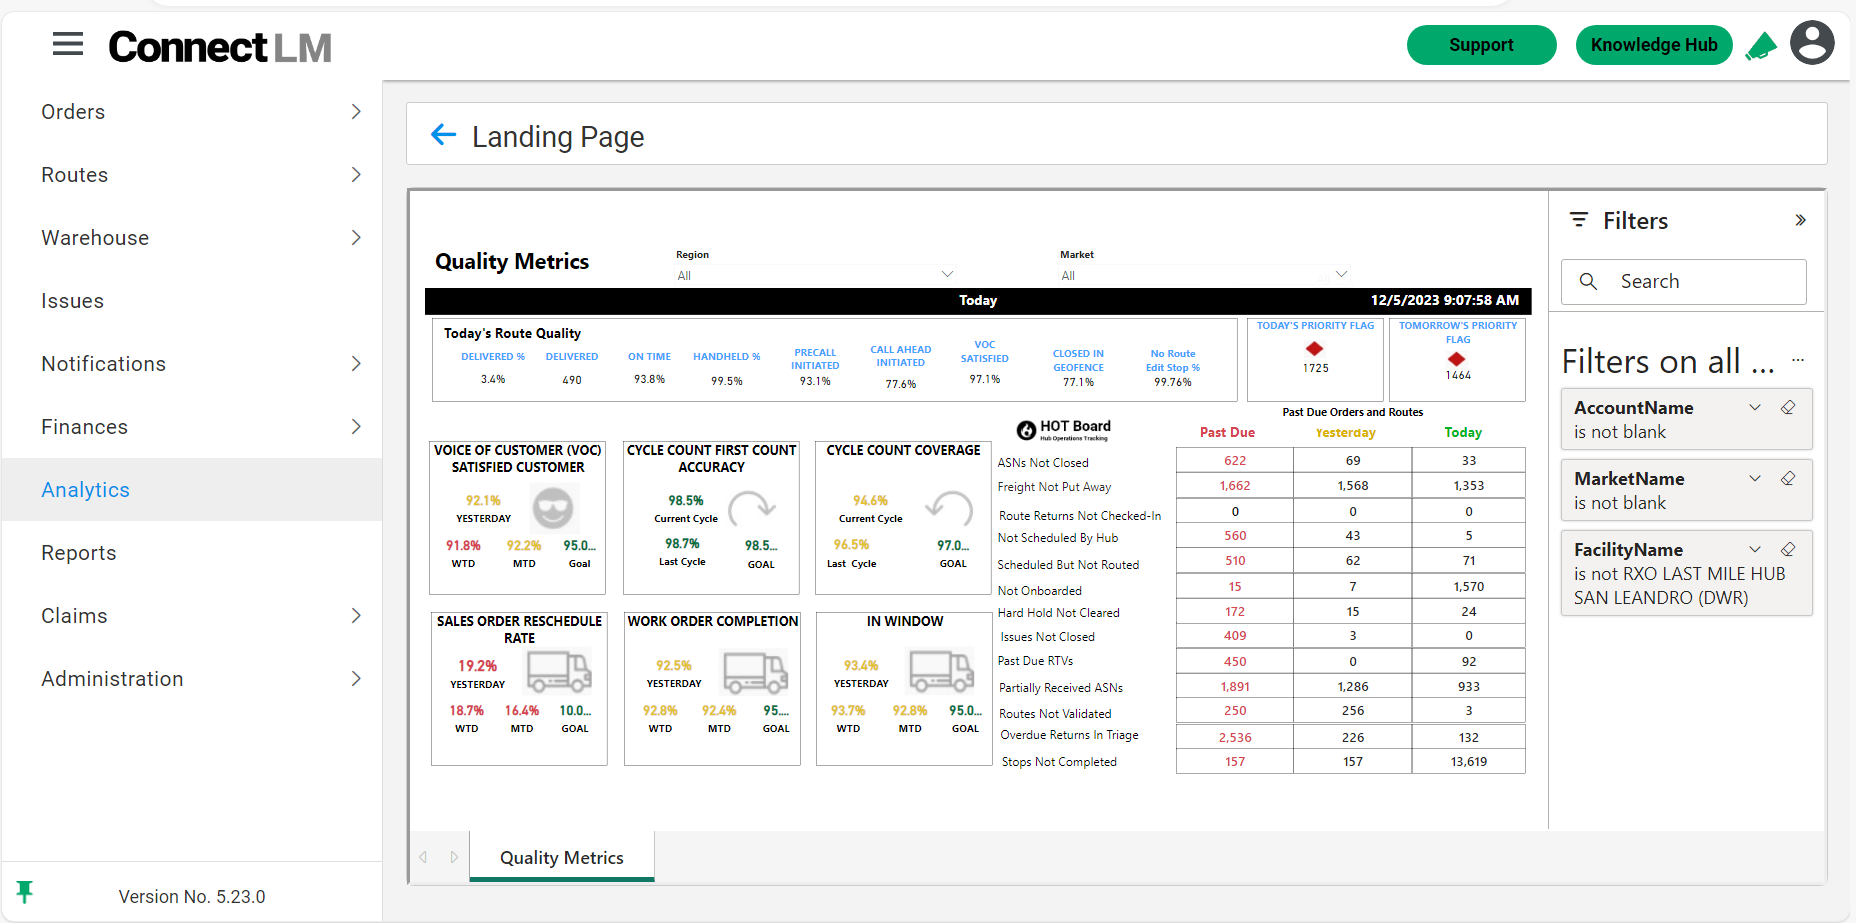 Connect LM
Support
Knowledge Hub
Orders
Routes
Warehouse
Issues
Notifications
Finances
Analytics
Reports
Claims
Administration
Version No. 5.23.0
Landing Page
Quality Metrics
Region
All
Market
All
Today
12/5/2023 9:07:58 AM
Today's Route Quality
DELIVERED %
3.4%
DELIVERED
490
ON TIME
93.8%
HANDHELD %
99.5%
PRECALL
INITIATED
93.1%
CALL AHEAD
INITIATED
77.6%
VOC
SATISFIED
97.1%
CLOSED IN
GEOFENCE
77.1%
No Route
Edit Stop %
99.76%
TODAY'S PRIORITY FLAG
1725
TOMORROW'S PRIORITY
FLAG
1464
VOICE OF CUSTOMER (VOC)
SATISFIED CUSTOMER
92.1%
YESTERDAY
91.8% 92.2% 95.0...
WTD MTD Goal
CYCLE COUNT FIRST COUNT
ACCURACY
98.5%
Current Cycle
98.7% 98.5...
Last Cycle GOAL
CYCLE COUNT COVERAGE
94.6%
Current Cycle
96.5% 97.0...
Last Cycle GOAL
SALES ORDER RESCHEDULE
RATE
19.2%
YESTERDAY
18.7% 16.4% 10.0...
WTD MTD GOAL
WORK ORDER COMPLETION
92.5%
YESTERDAY
92.8% 92.4% 95....
WTD MTD GOAL
IN WINDOW
93.4%
YESTERDAY
93.7% 92.8% 95.0...
WTD MTD GOAL
HOT Board
Hub Operations Tracking
Past Due Orders and Routes
Past Due Yesterday Today
ASNs Not Closed 622 69 33
Freight Not Put Away 1,662 1,568 1,353
Route Returns Not Checked-In 0 0 0
Not Scheduled By Hub 560 43 5
Scheduled But Not Routed 510 62 71
Not Onboarded 15 7 1,570
Hard Hold Not Cleared 172 15 24
Issues Not Closed 409 3 0
Past Due RTVs 450 0 92
Partially Received ASNs 1,891 1,286 933
Routes Not Validated 250 256 3
Overdue Returns In Triage 2,536 226 132
Stops Not Completed 157 157 13,619
Quality Metrics
Filters
Search
Filters on all ...
AccountName
is not blank
MarketName
is not blank
FacilityName
is not RXO LAST MILE HUB
SAN LEANDRO (DWR)